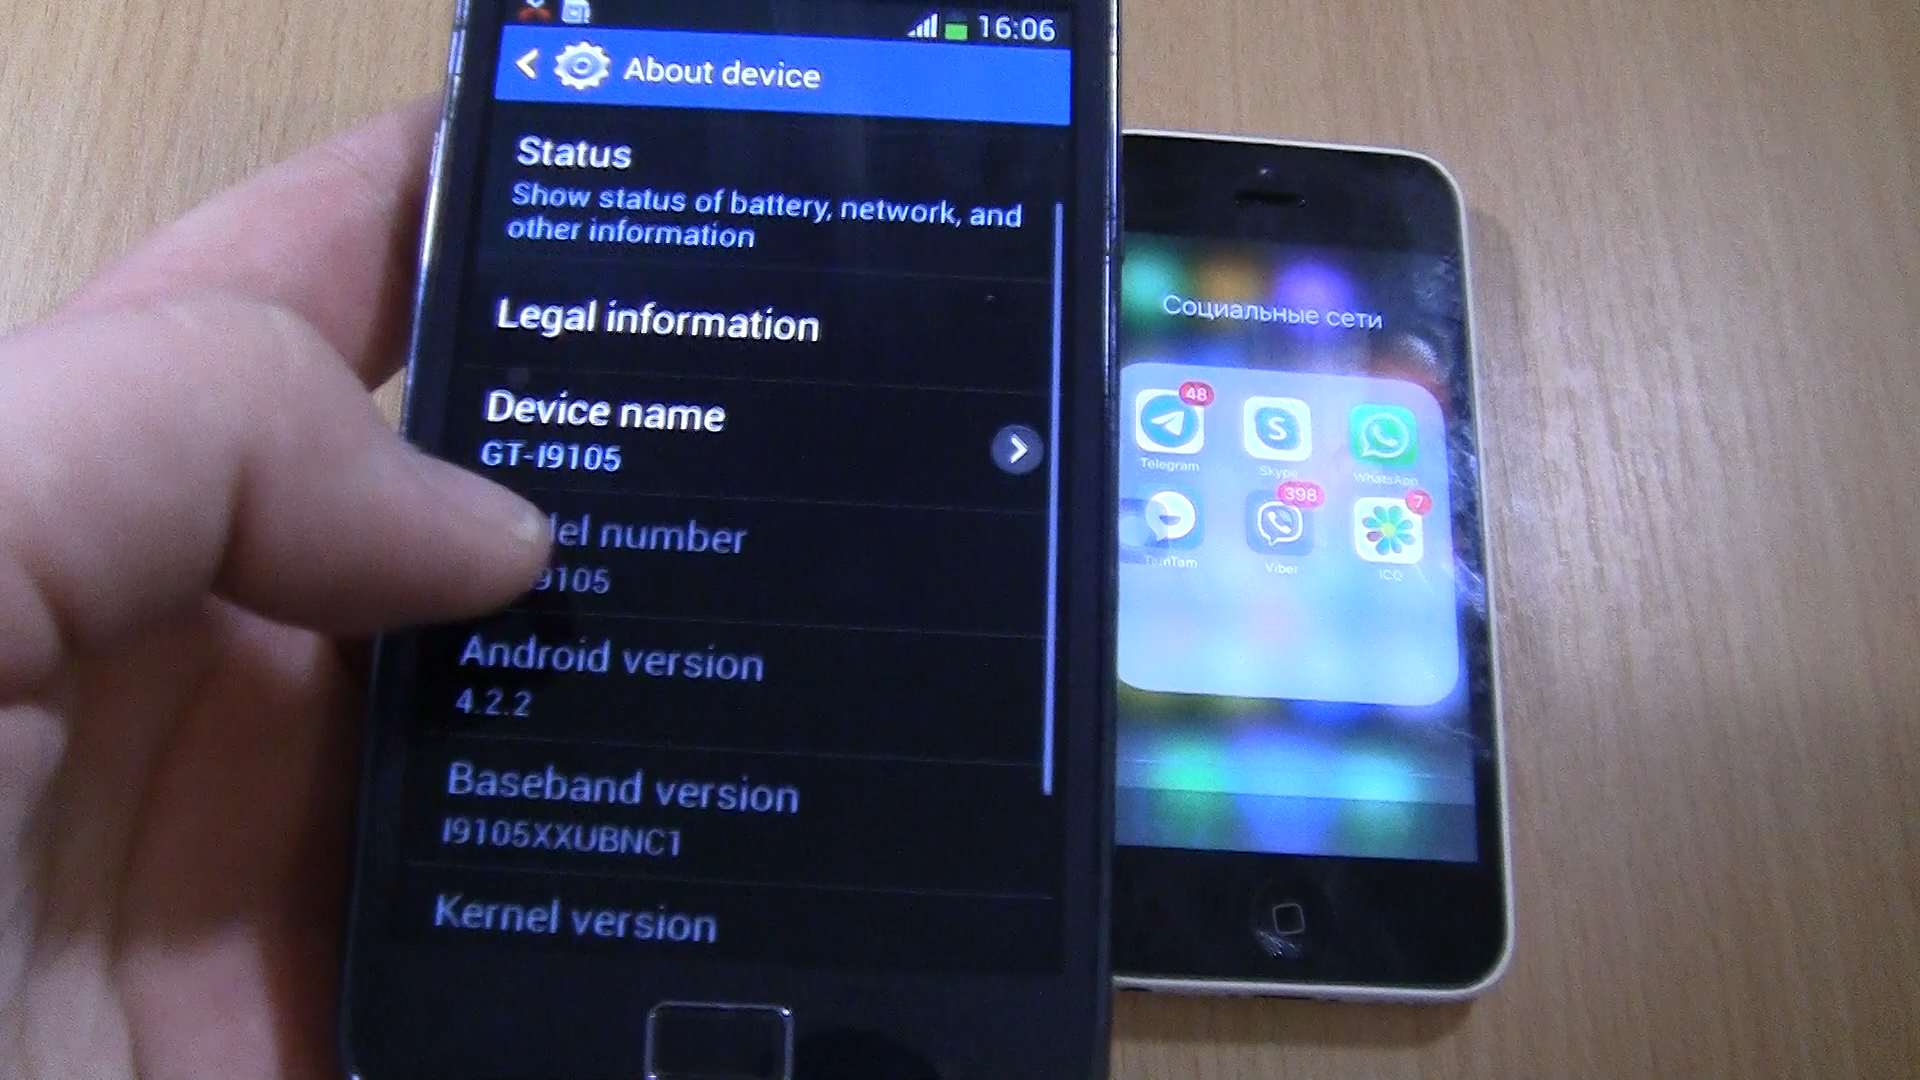 16:06
About device
Status
Show status of battery, network, and
other information
Legal information
Device name
GT-I9105
number
9105
Android version
4.2.2
Baseband version
I9105XXUBNC1
Kernel version
Социальные сети
48
Telegram
Skype
WhatsApp
398
7
TamTam
Viber
ICQ